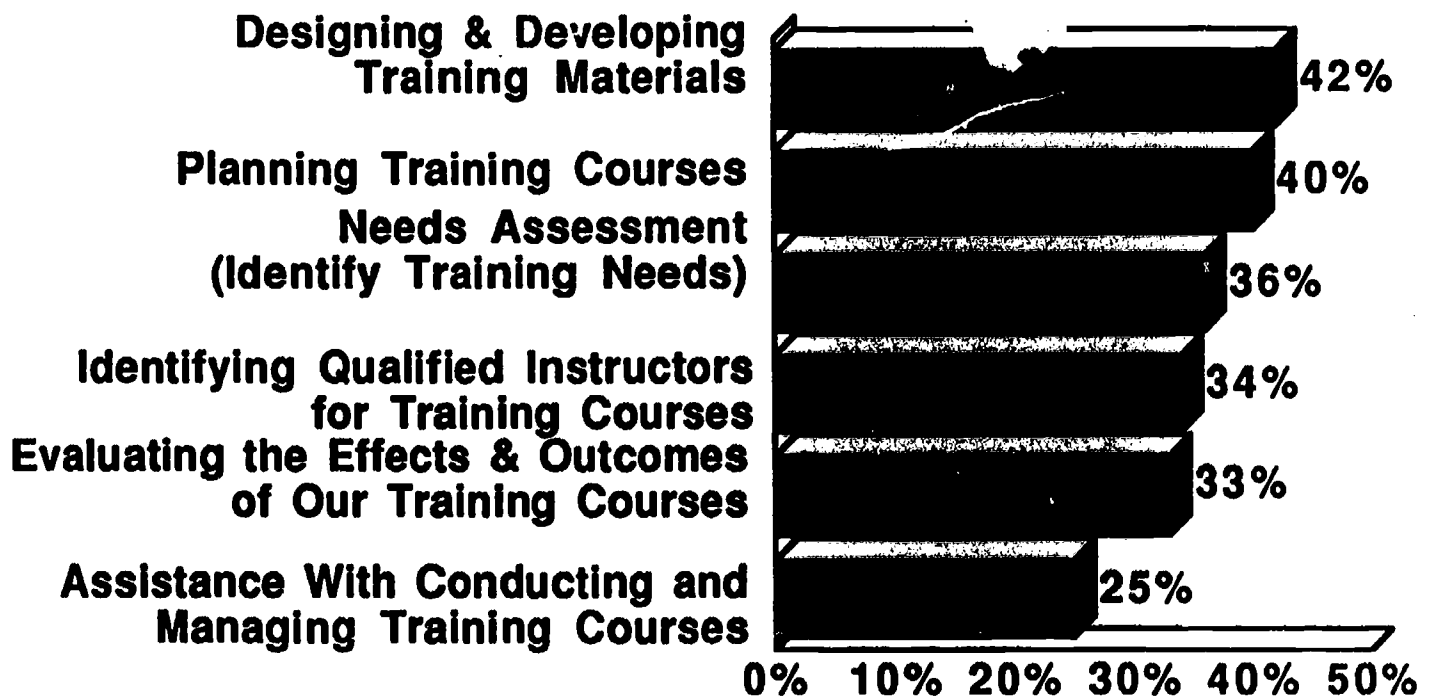 Designing & Developing
Training Materials
42%
Planning Training Courses
40%
Needs Assessment
(Identify Training Needs)
36%
Identifying Qualified Instructors
for Training Courses
34%
Evaluating the Effects & Outcomes
of Our Training Courses
33%
Assistance With Conducting and
Managing Training Courses
25%
0% 10% 20% 30% 40% 50%